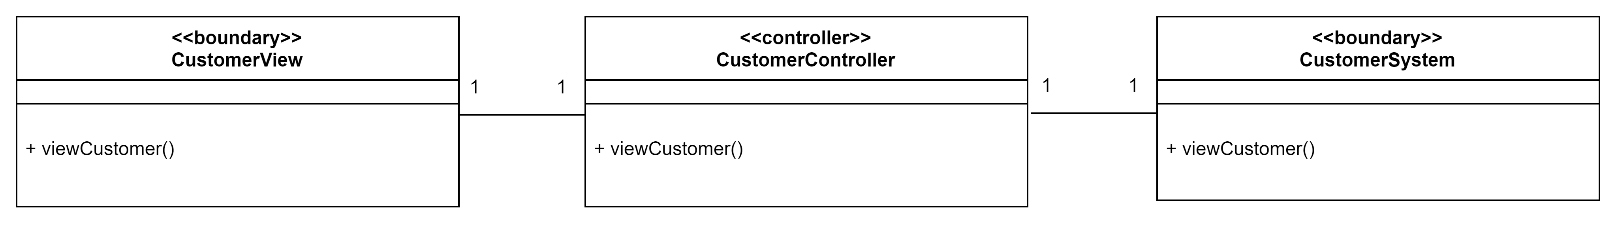 <<boundary>>
CustomerView
+ viewCustomer()
1
1
<<controller>>
CustomerController
+ viewCustomer()
1
1
<<boundary>>
CustomerSystem
+ viewCustomer()